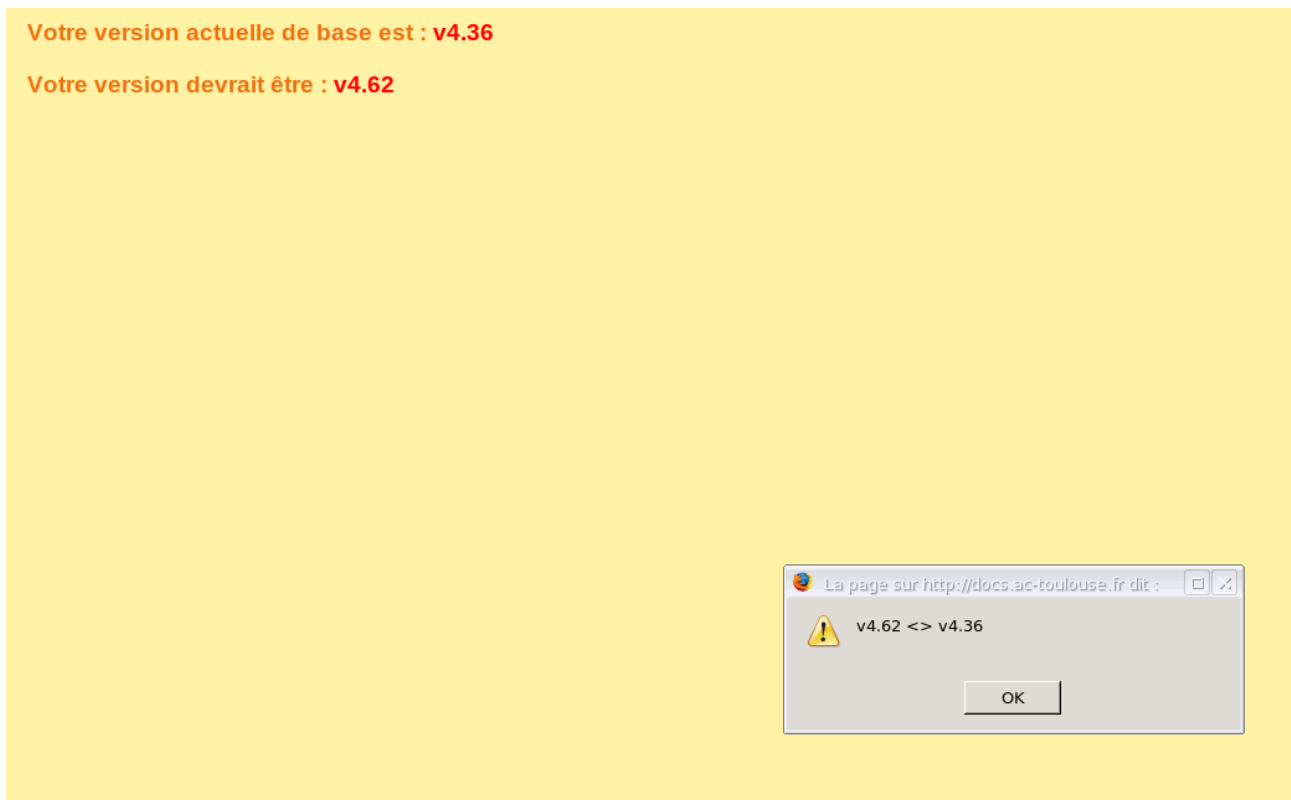 Votre version actuelle de base est : v4.36
Votre version devrait être : v4.62
La page sur http://docs.ac-toulouse.fr dit :
v4.62 <> v4.36
OK